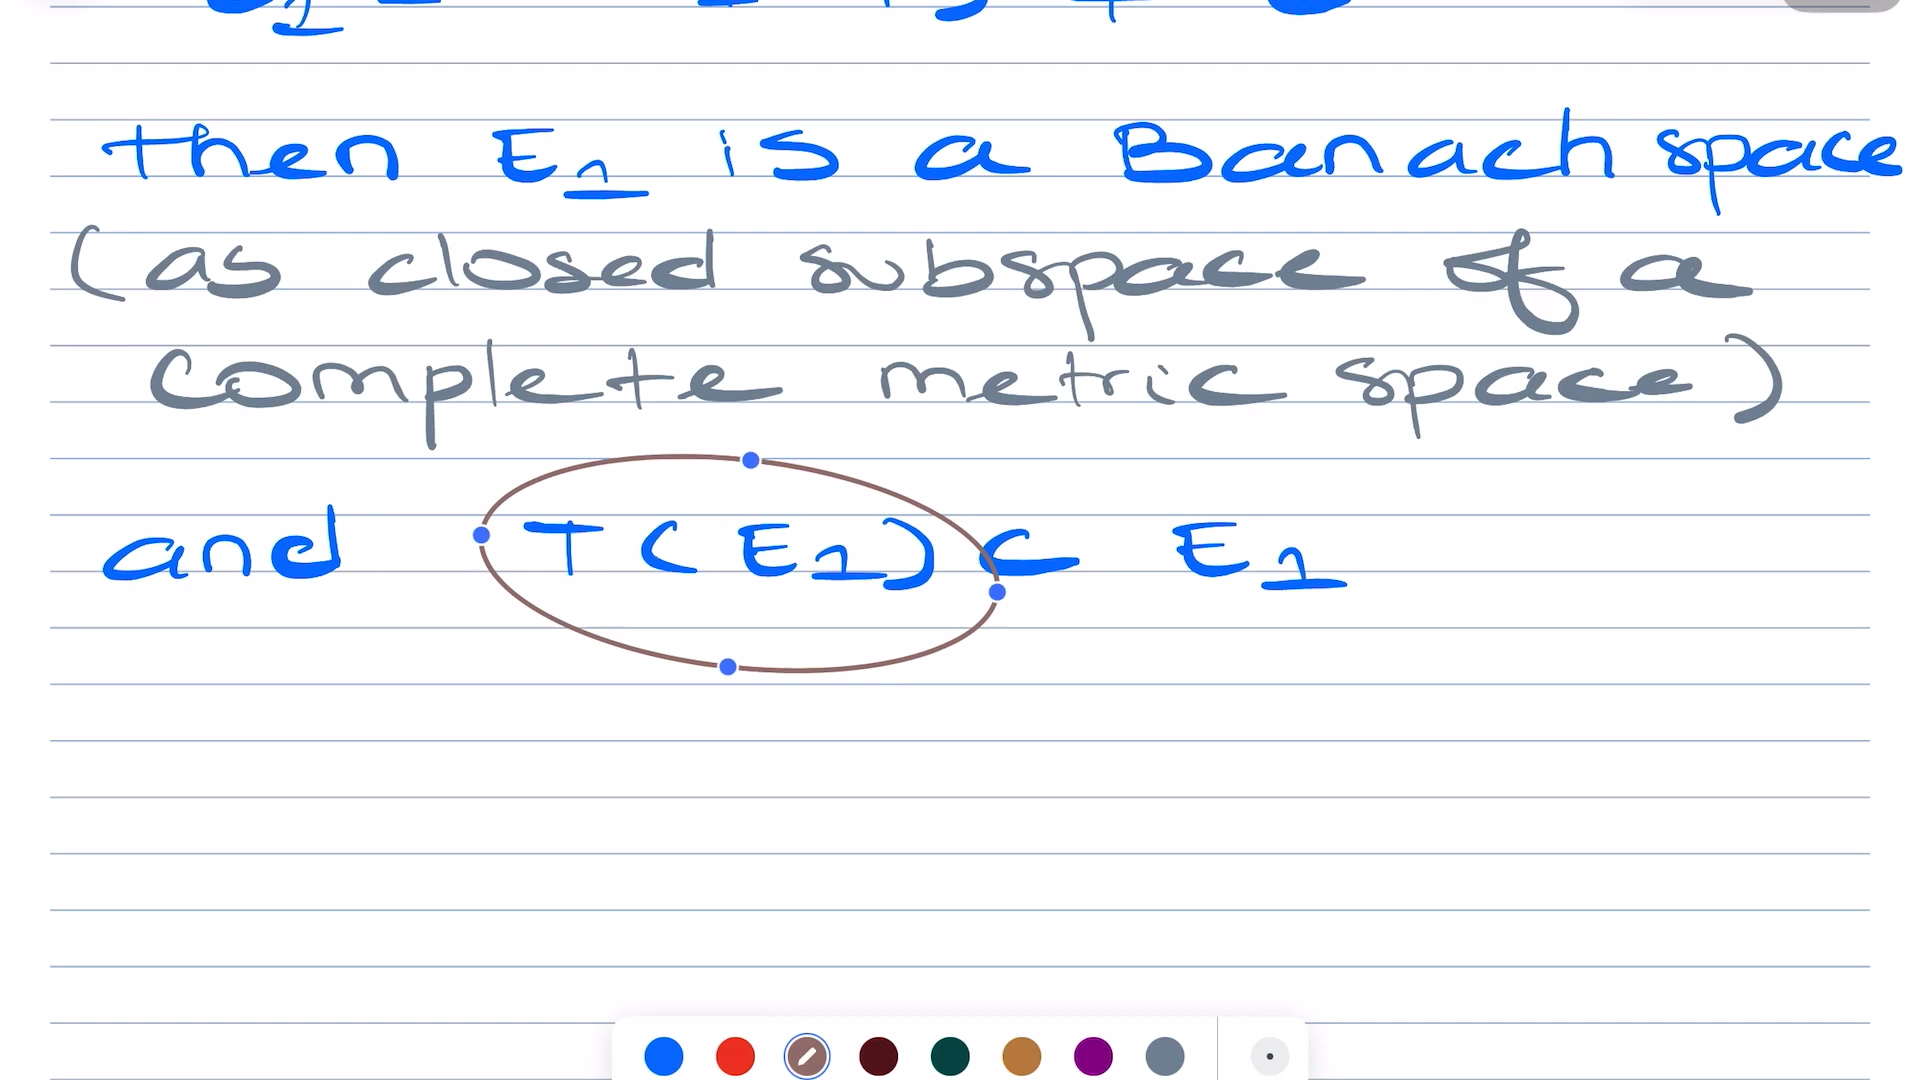 then E₁ is a Banach space
(as closed subspace of a
complete metric space)
and T(E₁) ⊂ E₁